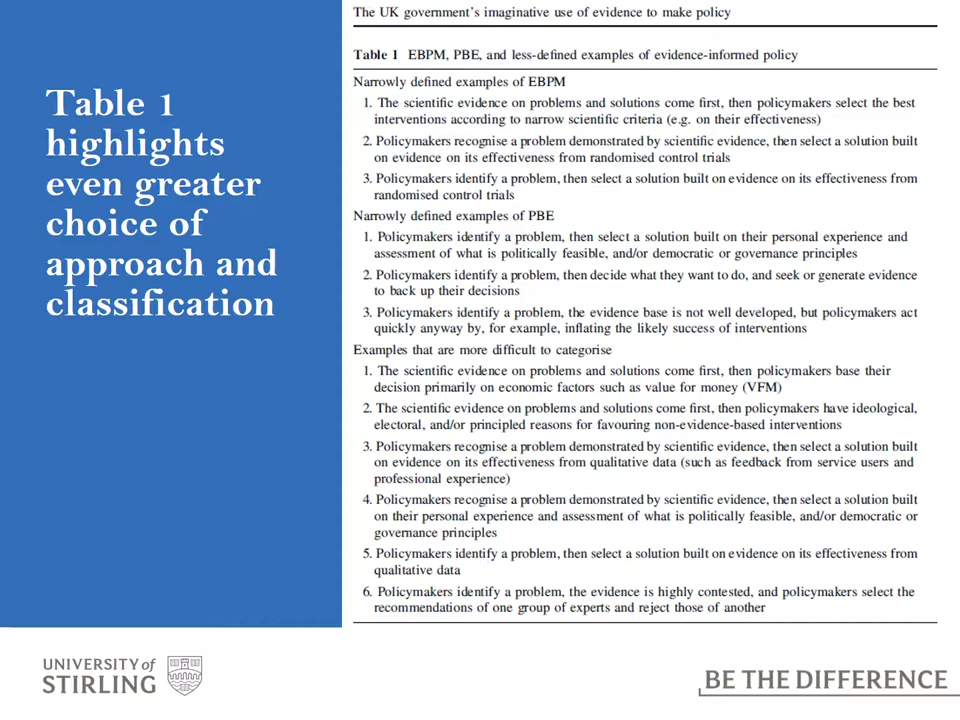 Table 1
highlights
even greater
choice of
approach and
classification
The UK government's imaginative use of evidence to make policy
Table 1 EBPM, PBE, and less-defined examples of evidence-informed policy
Narrowly defined examples of EBPM
1. The scientific evidence on problems and solutions come first, then policymakers select the best
interventions according to narrow scientific criteria (e.g. on their effectiveness)
2. Policymakers recognise a problem demonstrated by scientific evidence, then select a solution built
on evidence on its effectiveness from randomised control trials
3. Policymakers identify a problem, then select a solution built on evidence on its effectiveness from
randomised control trials
Narrowly defined examples of PBE
1. Policymakers identify a problem, then select a solution built on their personal experience and
assessment of what is politically feasible, and/or democratic or governance principles
2. Policymakers identify a problem, then decide what they want to do, and seek or generate evidence
to back up their decisions
3. Policymakers identify a problem, the evidence base is not well developed, but policymakers act
quickly anyway by, for example, inflating the likely success of interventions
Examples that are more difficult to categorise
1. The scientific evidence on problems and solutions come first, then policymakers base their
decision primarily on economic factors such as value for money (VFM)
2. The scientific evidence on problems and solutions come first, then policymakers have ideological,
electoral, and/or principled reasons for favouring non-evidence-based interventions
3. Policymakers recognise a problem demonstrated by scientific evidence, then select a solution built
on evidence on its effectiveness from qualitative data (such as feedback from service users and
professional experience)
4. Policymakers recognise a problem demonstrated by scientific evidence, then select a solution built
on their personal experience and assessment of what is politically feasible, and/or democratic or
governance principles
5. Policymakers identify a problem, then select a solution built on evidence on its effectiveness from
qualitative data
6. Policymakers identify a problem, the evidence is highly contested, and policymakers select the
recommendations of one group of experts and reject those of another
UNIVERSITY of
STIRLING
BE THE DIFFERENCE